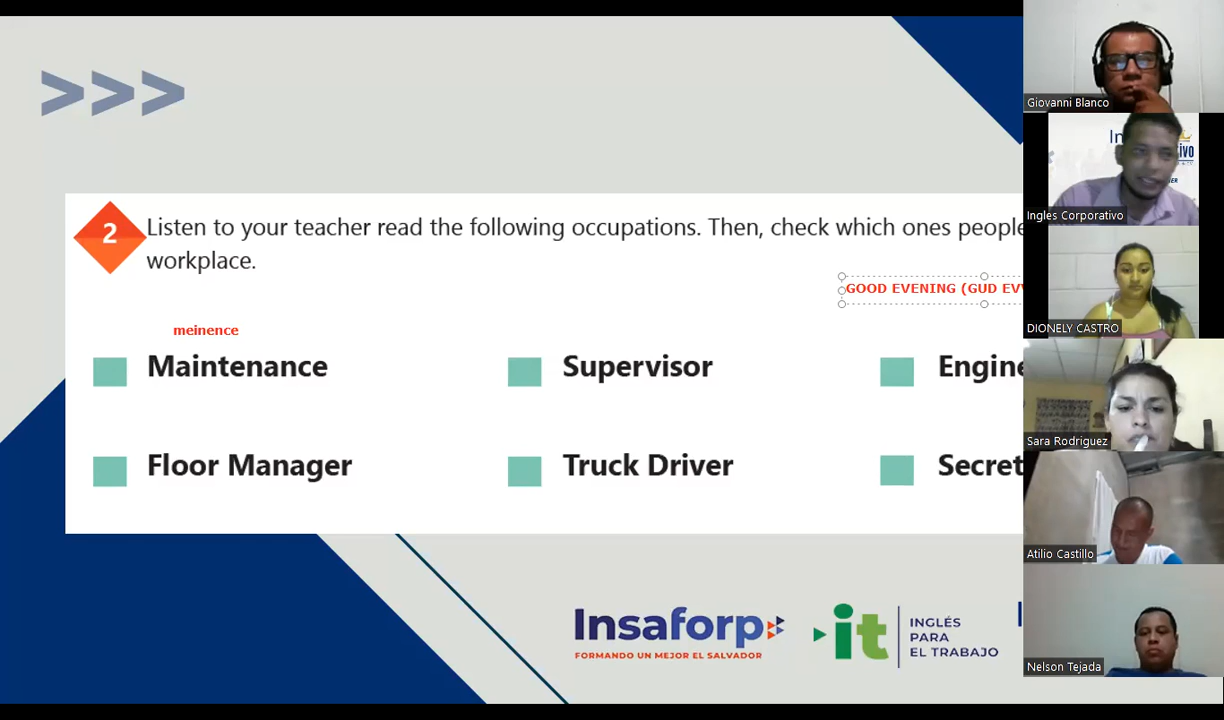 >>>
2
Listen to your teacher read the following occupations. Then, check which ones people
workplace.
GOOD EVENING (GUD EV
meinence
Maintenance
Supervisor
Engine
Floor Manager
Truck Driver
Secret
Insaforp
FORMANDO UN MEJOR EL SALVADOR
it
INGLÉS
PARA
EL TRABAJO
Giovanni Blanco
In
Inglés Corporativo
DIONELY CASTRO
Sara Rodriguez
Atilio Castillo
Nelson Tejada